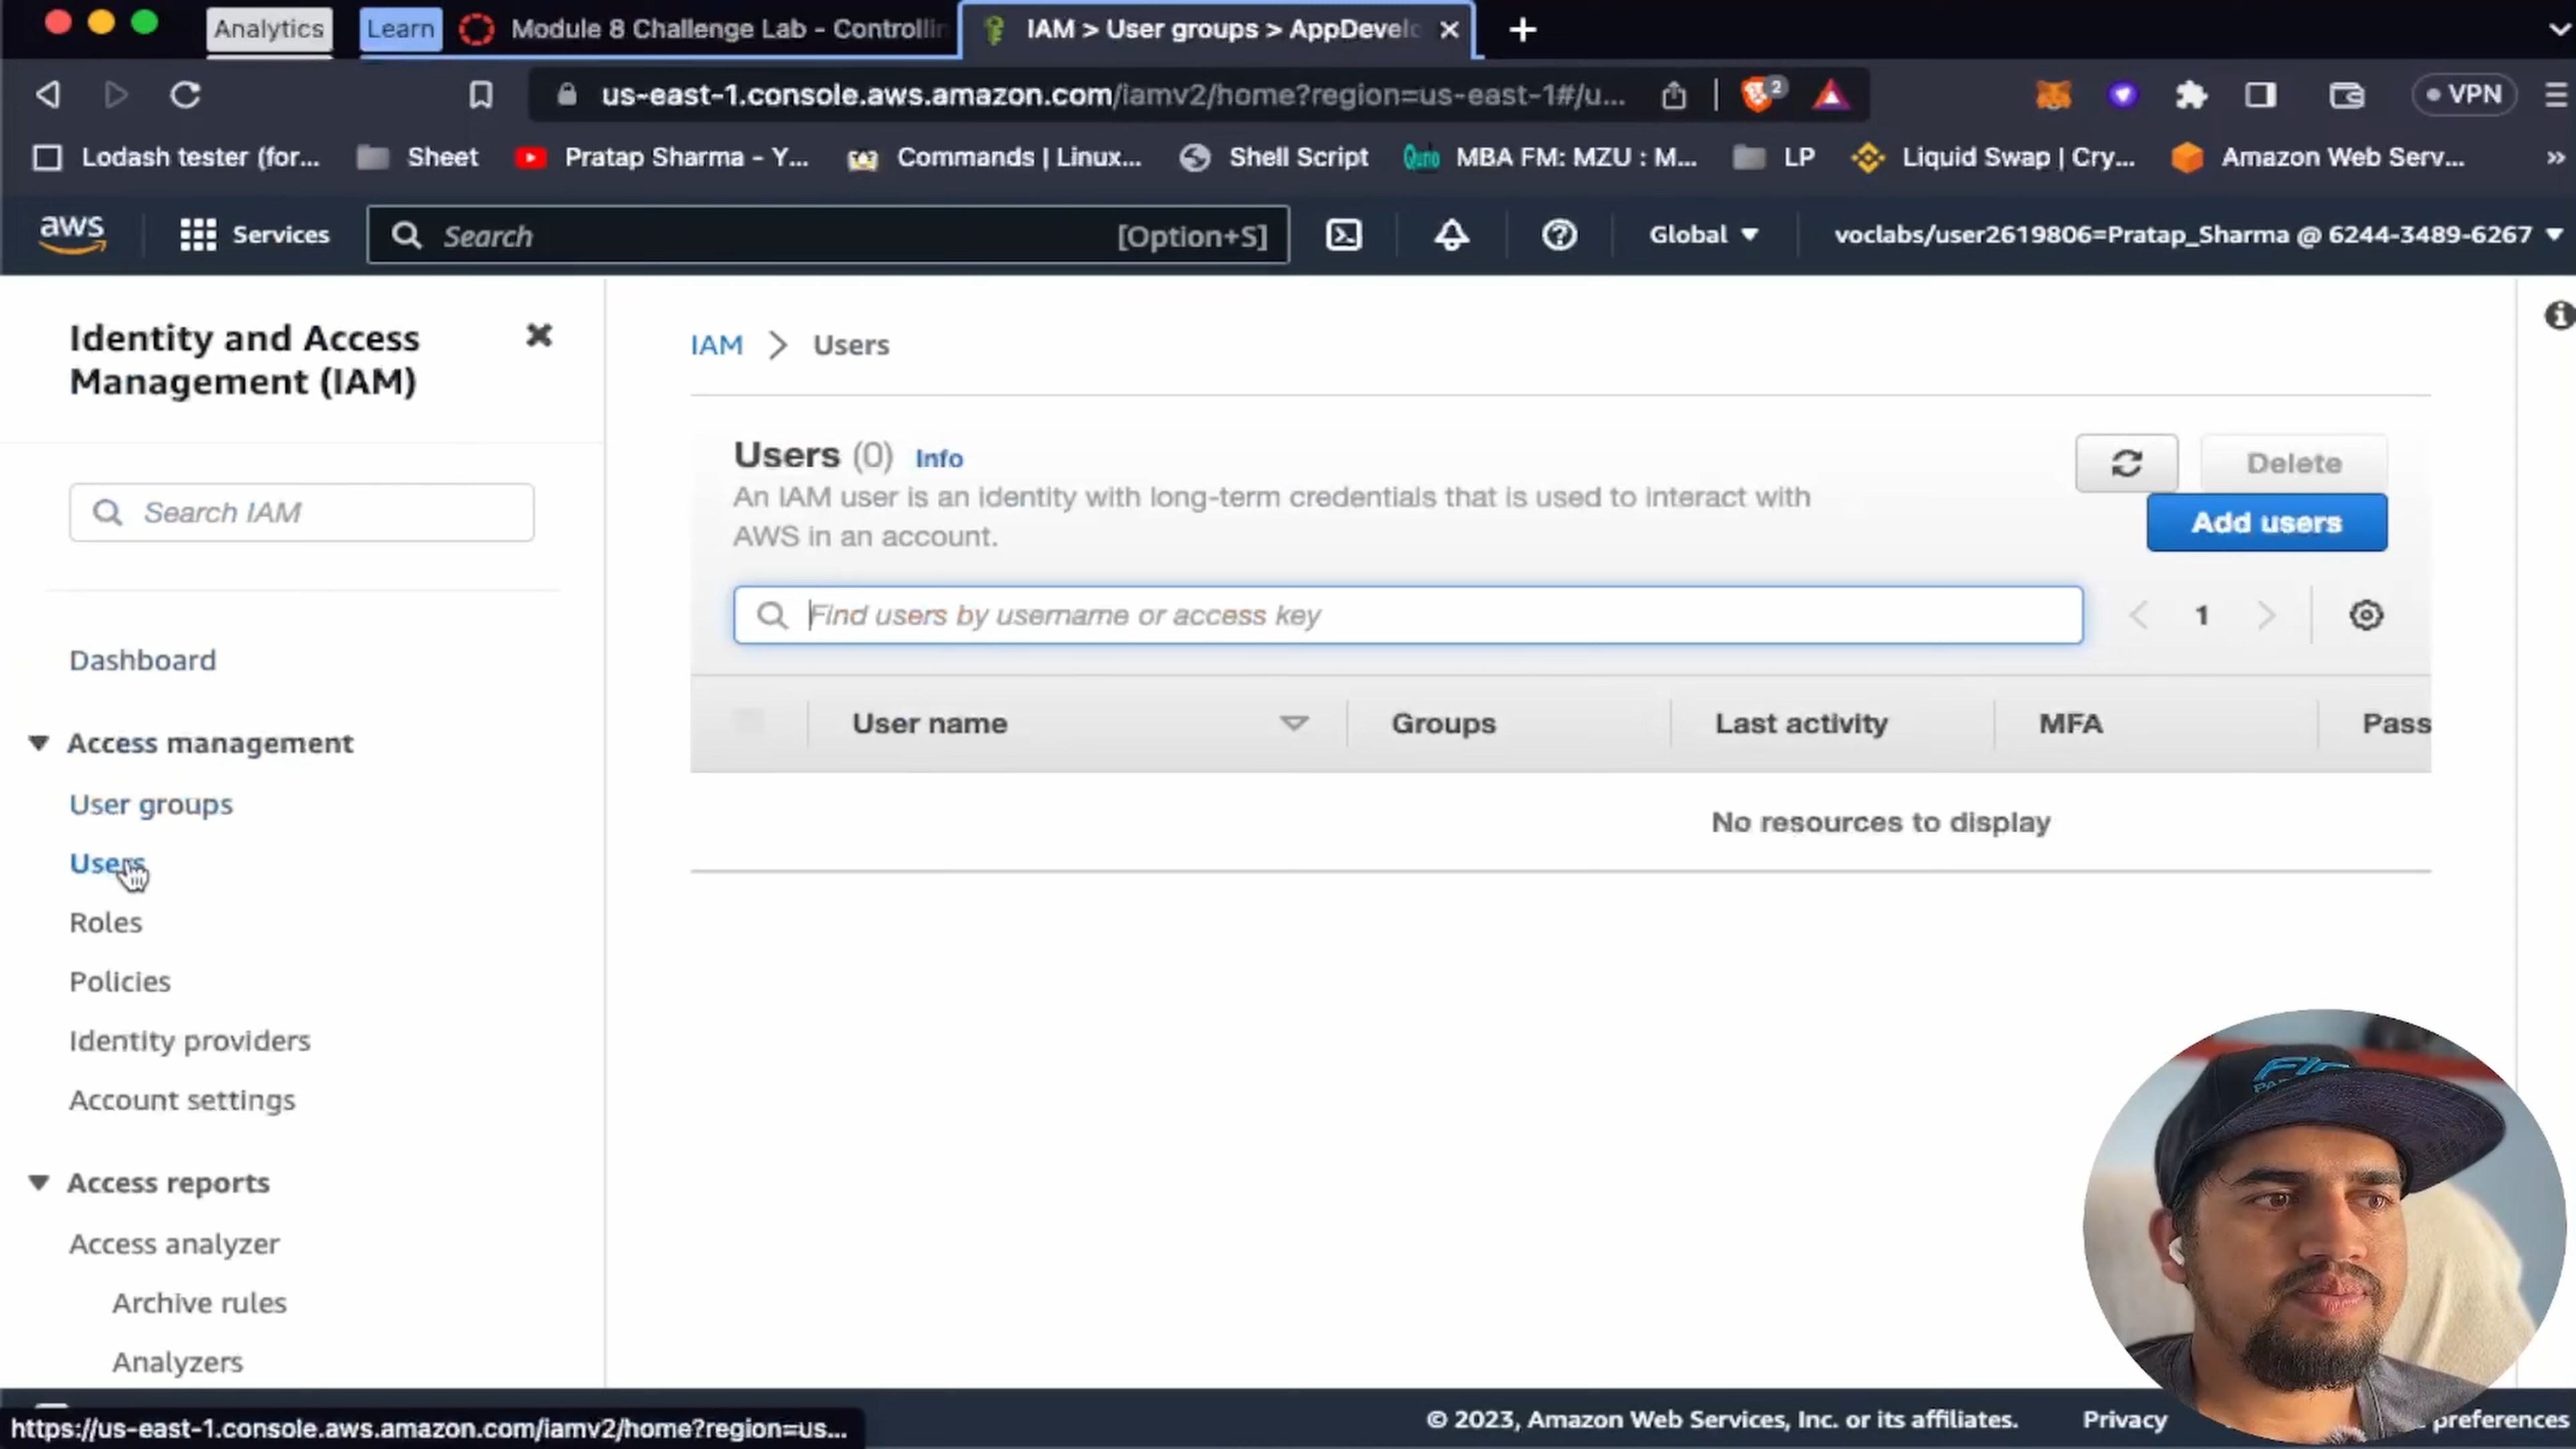 Analytics
Learn
Module 8 Challenge Lab - Controllin
IAM > User groups > AppDevelo
us-east-1.console.aws.amazon.com/iamv2/home?region=us-east-1#/u...
2
VPN
Lodash tester (for...
Sheet
Pratap Sharma - Y...
Commands | Linux...
Shell Script
MBA FM: MZU : M...
LP
Liquid Swap | Cry...
Amazon Web Serv...
»
aws
Services
Search
[Option+S]
Global
voclabs/user2619806=Pratap_Sharma @ 6244-3489-6267
Identity and Access
Management (IAM)
Search IAM
Dashboard
Access management
User groups
Users
Roles
Policies
Identity providers
Account settings
Access reports
Access analyzer
Archive rules
Analyzers
IAM > Users
Users (0) Info
An IAM user is an identity with long-term credentials that is used to interact with
AWS in an account.
Delete
Add users
Find users by username or access key
1
User name
Groups
Last activity
MFA
Pass
No resources to display
https://us-east-1.console.aws.amazon.com/iamv2/home?region=us...
© 2023, Amazon Web Services, Inc. or its affiliates.
Privacy
preferences